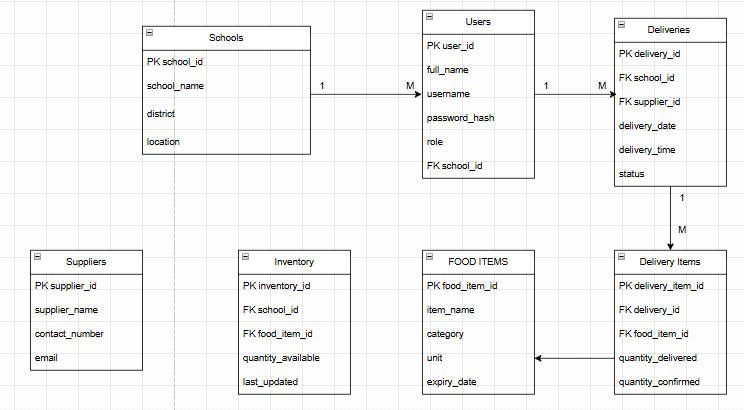 Schools
PK school_id
school_name
district
location
1
M
Users
PK user_id
full_name
username
password_hash
role
FK school_id
1
M
Deliveries
PK delivery_id
FK school_id
FK supplier_id
delivery_date
delivery_time
status
1
M
Suppliers
PK supplier_id
supplier_name
contact_number
email
Inventory
PK inventory_id
FK school_id
FK food_item_id
quantity_available
last_updated
FOOD ITEMS
PK food_item_id
item_name
category
unit
expiry_date
Delivery Items
PK delivery_item_id
FK delivery_id
FK food_item_id
quantity_delivered
quantity_confirmed